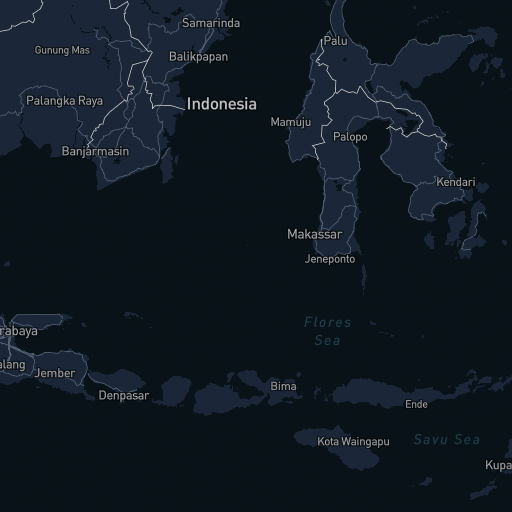 Samarinda
Palu
Gunung Mas
Balikpapan
Palangka Raya
Indonesia
Mamuju
Palopo
Banjarmasin
Kendari
Makassar
Jeneponto
Flores
Sea
rabaya
alang
Jember
Denpasar
Bima
Ende
Kota Waingapu
Savu Sea
Kupa